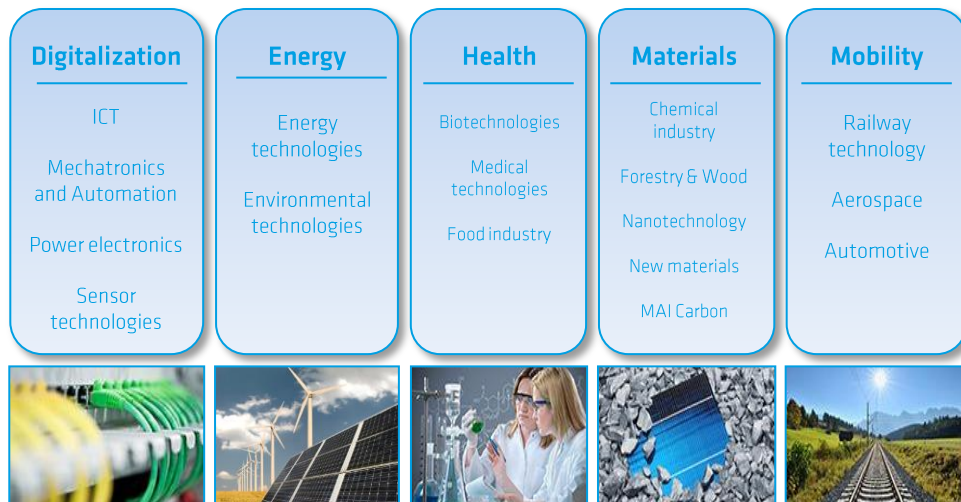 Digitalization
ICT
Mechatronics
and Automation
Power electronics
Sensor
technologies
Energy
Energy
technologies
Environmental
technologies
Health
Biotechnologies
Medical
technologies
Food industry
Materials
Chemical
industry
Forestry & Wood
Nanotechnology
New materials
MAI Carbon
Mobility
Railway
technology
Aerospace
Automotive